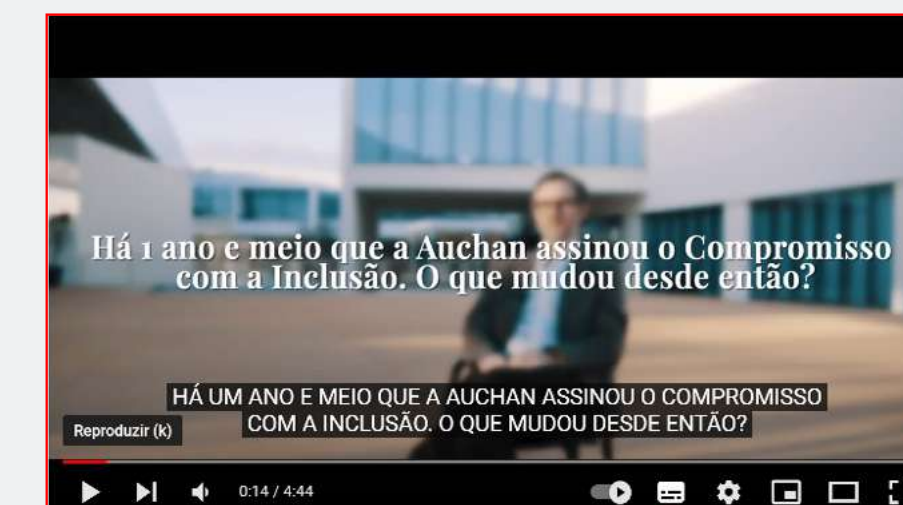 Há 1 ano e meio que a Auchan assinou o Compromisso
com a Inclusão. O que mudou desde então?
HÁ UM ANO E MEIO QUE A AUCHAN ASSINOU O COMPROMISSO
COM A INCLUSÃO. O QUE MUDOU DESDE ENTÃO?
Reproduzir (k)
0:14 / 4:44